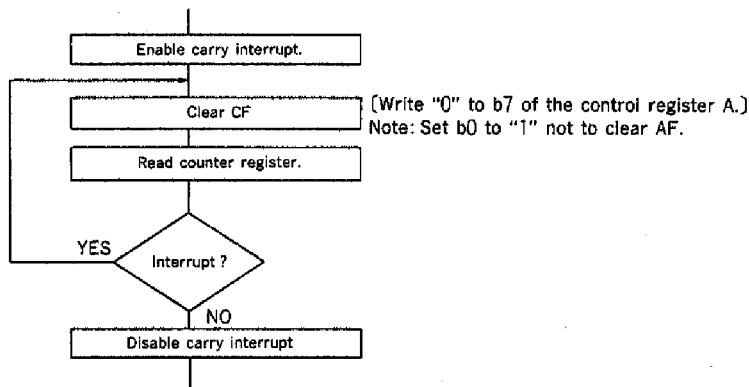 Enable carry interrupt.
Clear CF
〔Write "0" to b7 of the control register A.〕
Note: Set b0 to "1" not to clear AF.
Read counter register.
Interrupt ?
YES
NO
Disable carry interrupt